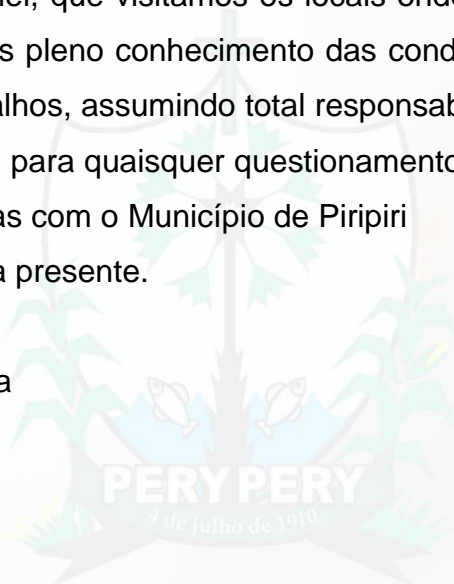 que visitamos os locais onde
s pleno conhecimento das cond
alhos, assumindo total responsab
para quaisquer questionamento
as com o Município de Piripiri
a presente.
a
PERY PERY
4 de julho de 1910